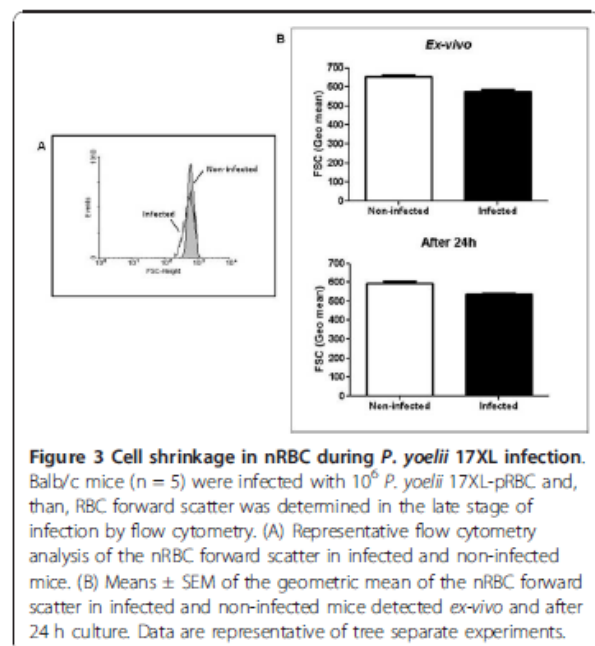 B
Ex-vivo
700
600
500
400
300
200
100
0
FSC (Geo mean)
Non-infected
Infected
A
Events
0
Non-infected
Infected
FSC-Height
After 24h
700
600
500
400
300
200
100
0
FSC (Geo mean)
Non-infected
Infected
Figure 3 Cell shrinkage in nRBC during P. yoelii 17XL infection.
Balb/c mice (n = 5) were infected with 10⁶ P. yoelii 17XL-pRBC and,
than, RBC forward scatter was determined in the late stage of
infection by flow cytometry. (A) Representative flow cytometry
analysis of the nRBC forward scatter in infected and non-infected
mice. (B) Means ± SEM of the geometric mean of the nRBC forward
scatter in infected and non-infected mice detected ex-vivo and after
24 h culture. Data are representative of tree separate experiments.